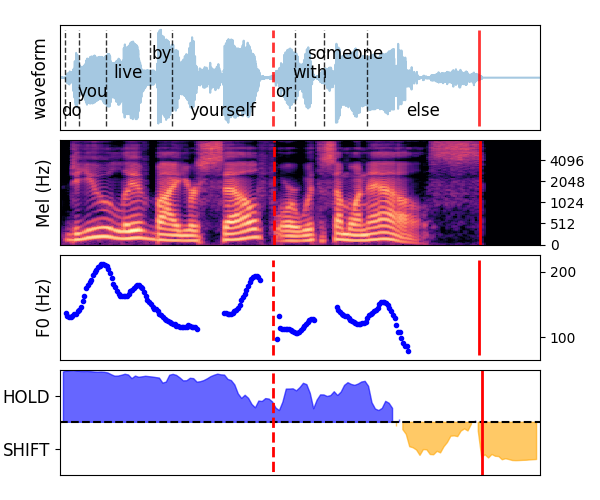 waveform
do you live by yourself or with someone else
Mel (Hz)
4096
2048
1024
512
0
F0 (Hz)
200
100
HOLD
SHIFT